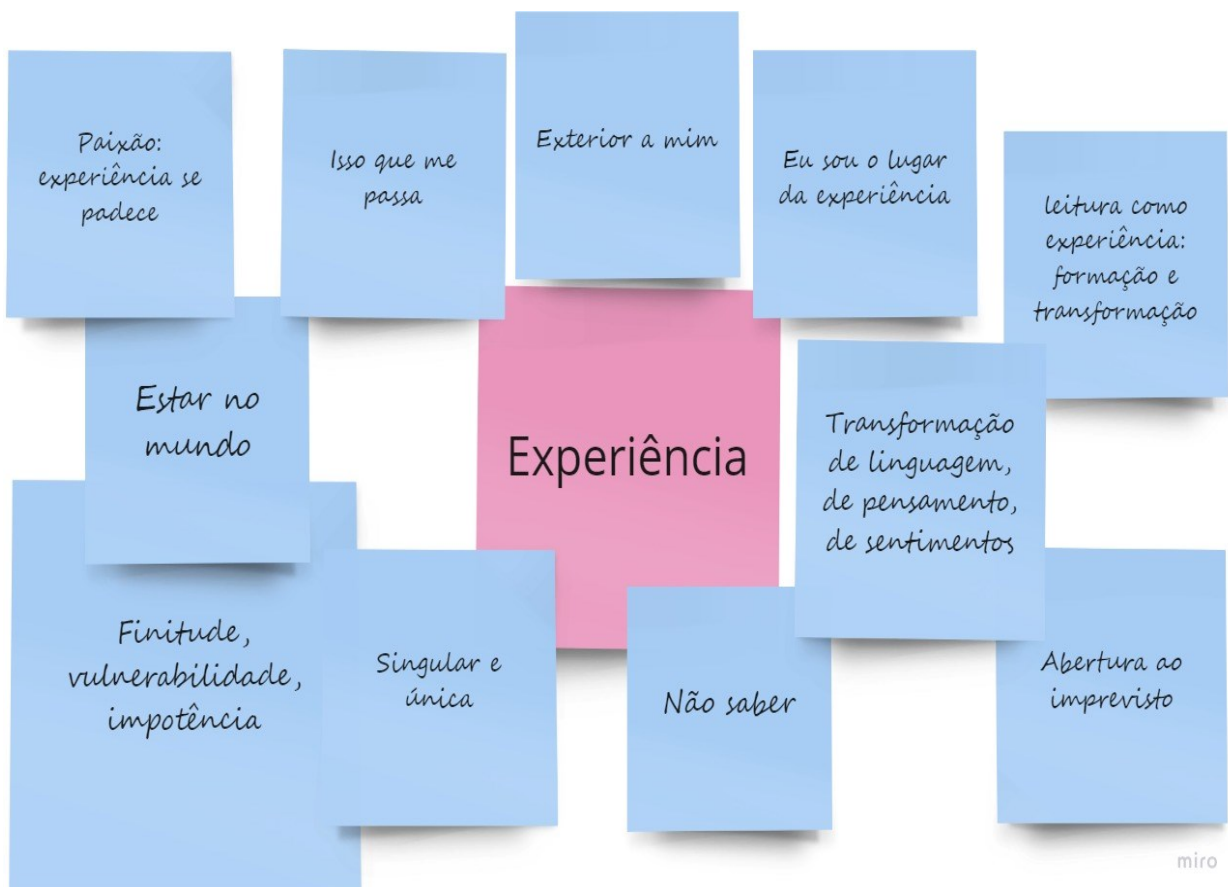 Paixão:
experiência se
padece
Isso que me
passa
Exterior a mim
Eu sou o lugar
da experiência
leitura como
experiência:
formação e
transformação
Estar no
mundo
Experiência
Transformação
de linguagem,
de pensamento,
de sentimentos
Finitude,
vulnerabilidade,
impotência
Singular e
única
Não saber
Abertura ao
imprevisto
miro